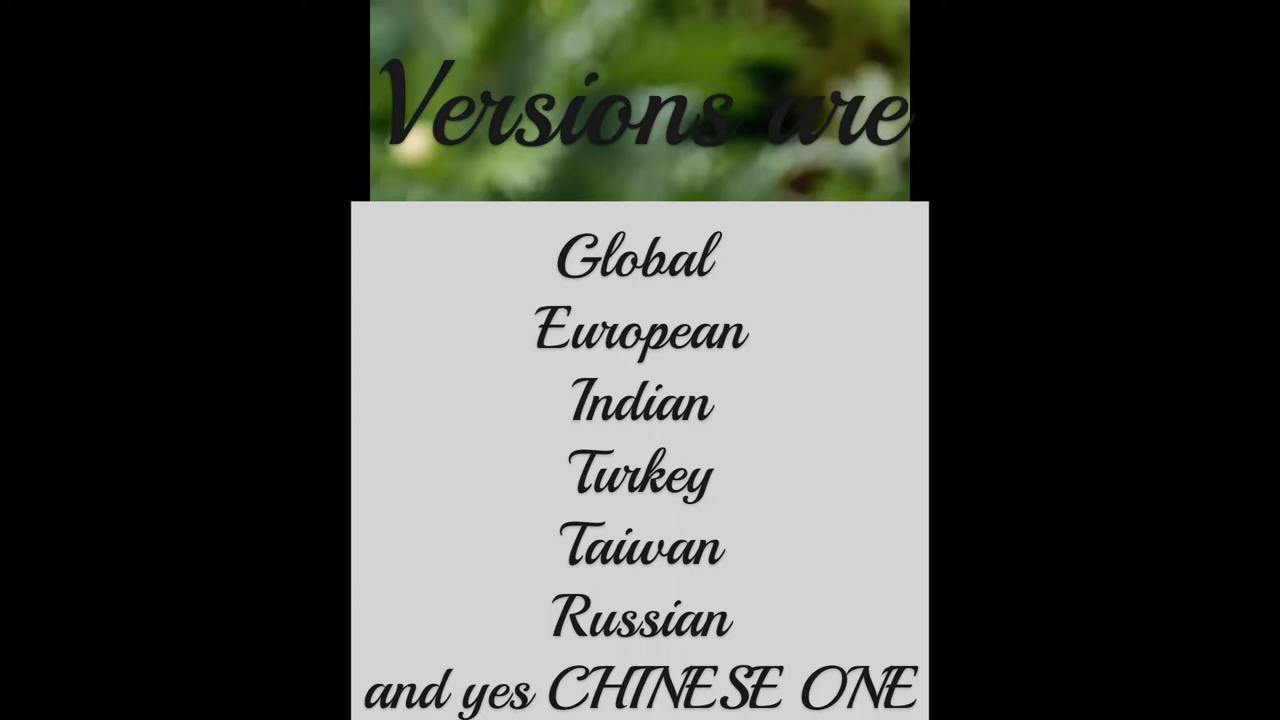 Versions are
Global
European
Indian
Turkey
Taiwan
Russian
and yes CHINESE ONE